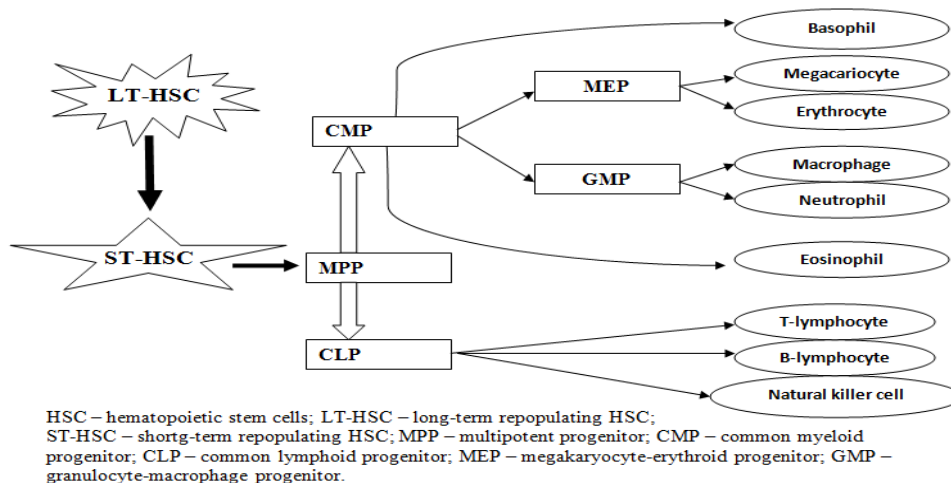 Basophil
LT-HSC
MEP
Megacariocyte
Erythrocyte
CMP
Macrophage
GMP
Neutrophil
ST-HSC
MPP
Eosinophil
T-lymphocyte
CLP
B-lymphocyte
Natural killer cell
HSC – hematopoietic stem cells; LT-HSC – long-term repopulating HSC;
ST-HSC – shortg-term repopulating HSC; MPP – multipotent progenitor; CMP – common myeloid
progenitor; CLP – common lymphoid progenitor; MEP – megakaryocyte-erythroid progenitor; GMP –
granulocyte-macrophage progenitor.